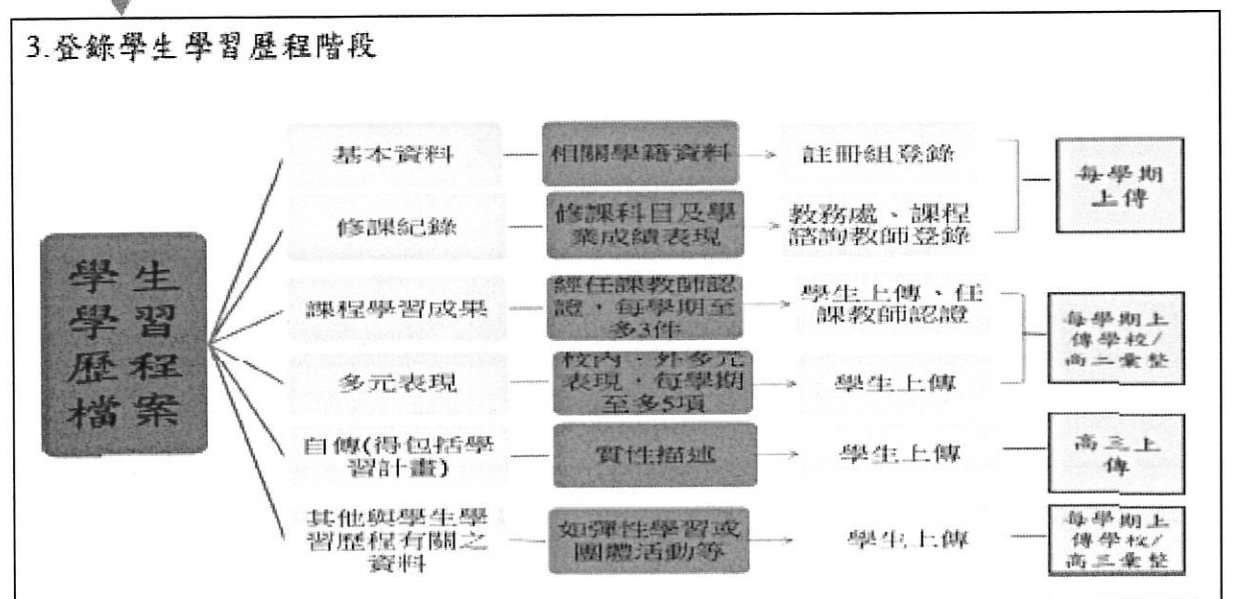 3.登錄學生學習歷程階段
學生
學習
歷程
檔案
基本資料
相關學籍資料
註冊組登錄
修課紀錄
修課科目及學
業成績表現
教務處、課程
諮詢教師登錄
每學期
上傳
課程學習成果
經任課教師認
證，每學期至
多3件
學生上傳、任
課教師認證
多元表現
校內、外多元
表現，每學期
至多5項
學生上傳
每學期上
傳學校/
高二彙整
自傳(得包括學
習計畫)
質性描述
學生上傳
高三上
傳
其他與學生學
習歷程有關之
資料
如彈性學習或
團體活動等
學生上傳
每學期上
傳學校/
高三彙整